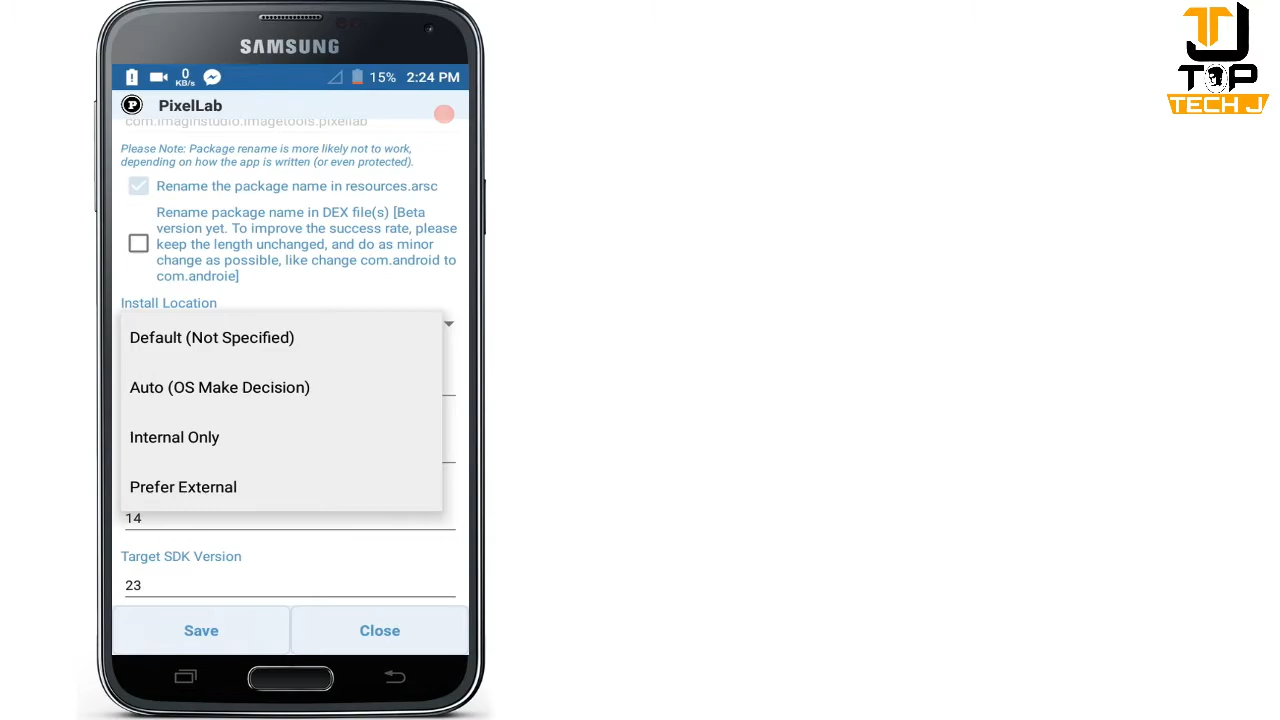 SAMSUNG
0
KB/s
15% 2:24 PM
P PixelLab
com.imaginstudio.imagetools.pixellab
Please Note: Package rename is more likely not to work,
depending on how the app is written (or even protected).
Rename the package name in resources.arsc
Rename package name in DEX file(s) [Beta
version yet. To improve the success rate, please
keep the length unchanged, and do as minor
change as possible, like change com.android to
com.androie]
Install Location
Default (Not Specified)
Auto (OS Make Decision)
Internal Only
Prefer External
14
Target SDK Version
23
Save Close
TJ
TOP
TECH J